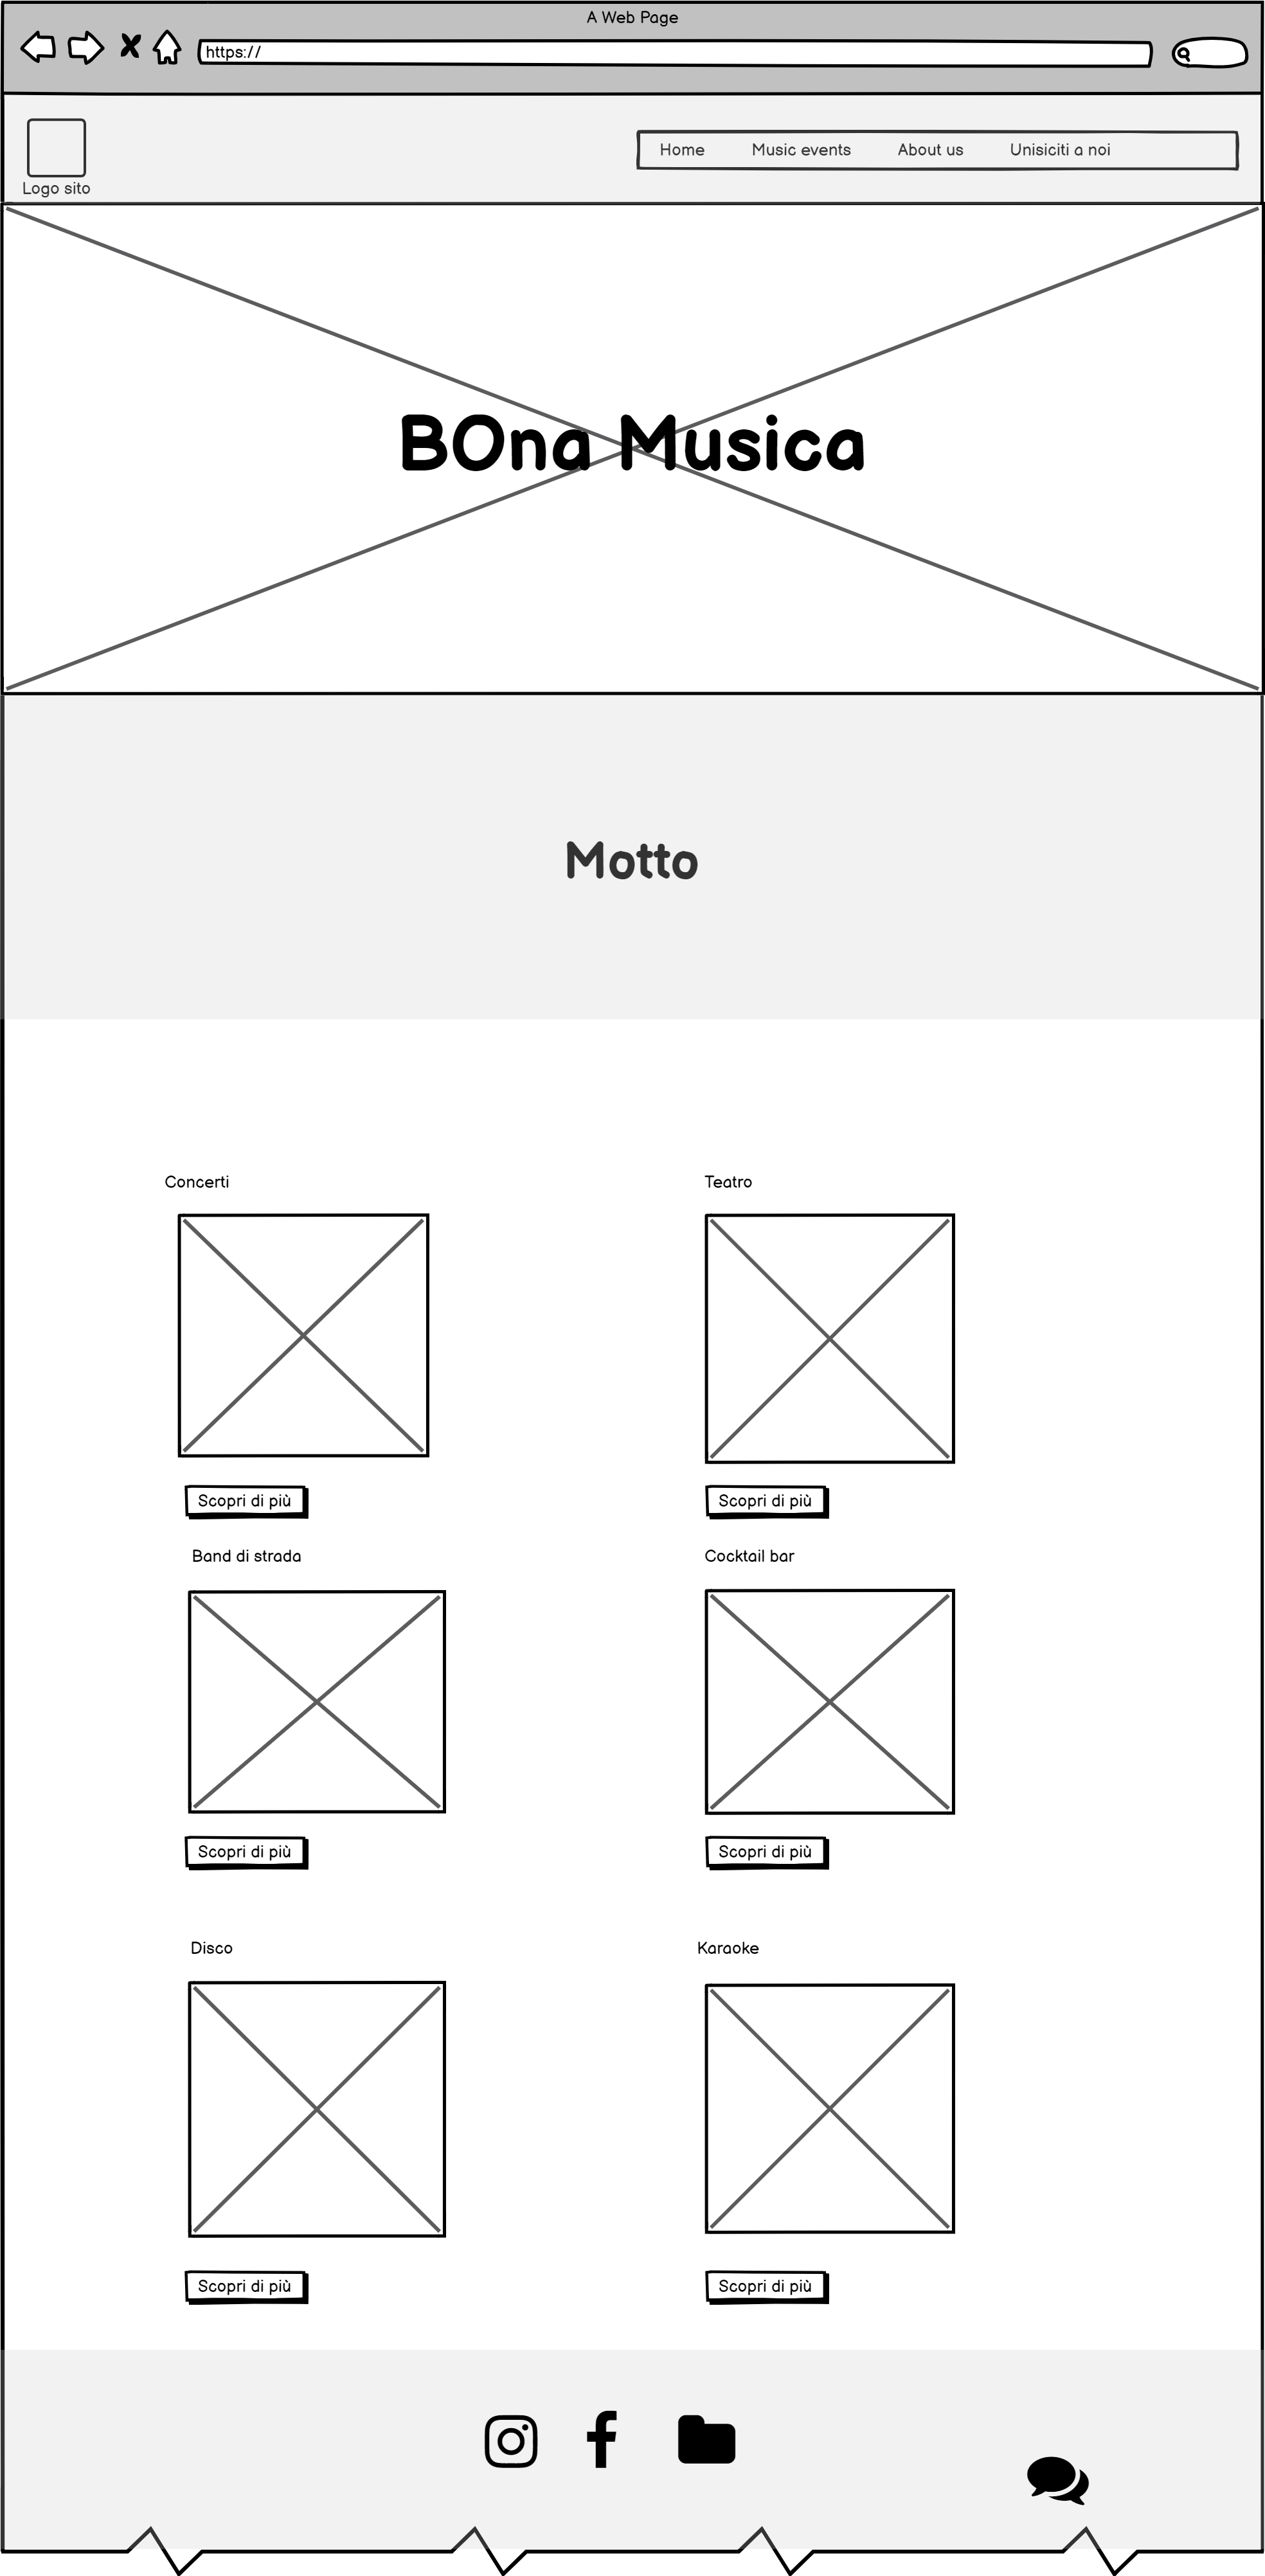 A Web Page
https://
Home Music events About us Unisiciti a noi
Logo sito
BOna Musica
Motto
Concerti
Teatro
Scopri di più
Scopri di più
Band di strada
Cocktail bar
Scopri di più
Scopri di più
Disco
Karaoke
Scopri di più
Scopri di più